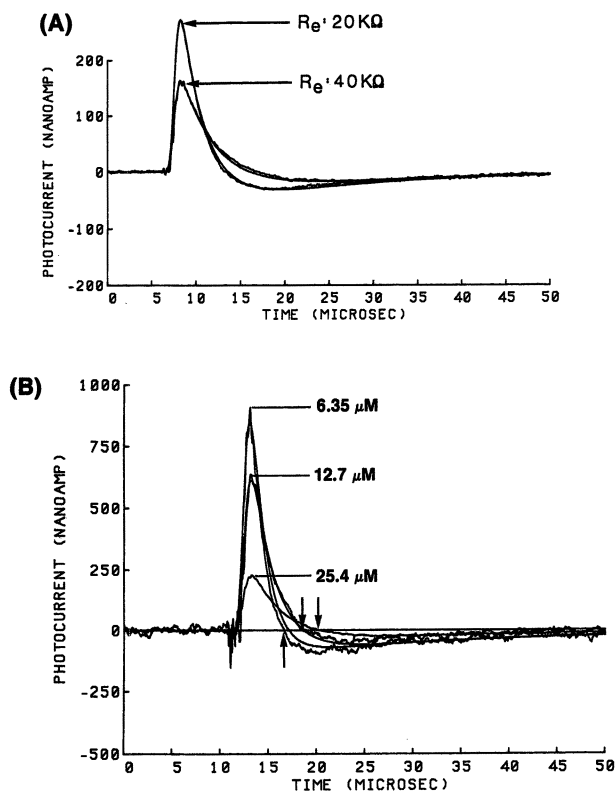 (A)
Re: 20 KΩ
Re: 40 KΩ
PHOTOCURRENT (NANOAMP)
200
100
0
-100
-200
0 5 10 15 20 25 30 35 40 45 50
TIME (MICROSEC)
(B)
6.35 μM
12.7 μM
25.4 μM
PHOTOCURRENT (NANOAMP)
1000
750
500
250
0
-250
-500
0 5 10 15 20 25 30 35 40 45 50
TIME (MICROSEC)